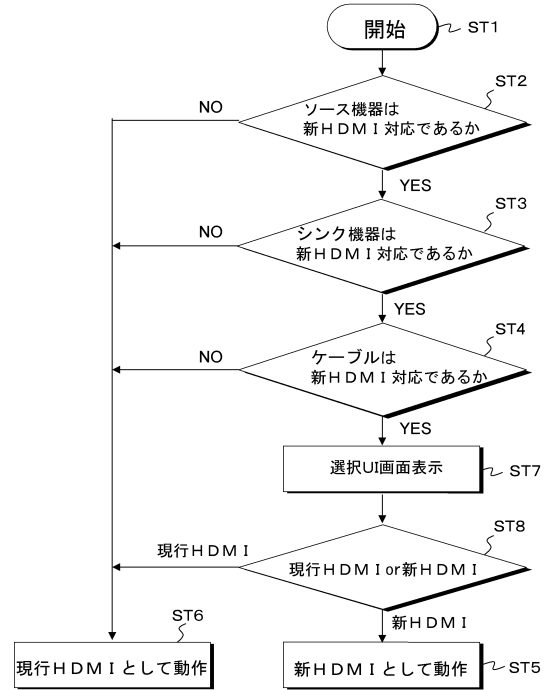 開始
ST1
ST2
ソース機器は
新ＨＤＭＩ対応であるか
NO
YES
ST3
シンク機器は
新ＨＤＭＩ対応であるか
NO
YES
ST4
ケーブルは
新ＨＤＭＩ対応であるか
NO
YES
選択UI画面表示
ST7
ST8
現行ＨＤＭＩor新ＨＤＭＩ
現行ＨＤＭＩ
新ＨＤＭＩ
ST6
現行ＨＤＭＩとして動作
新ＨＤＭＩとして動作
ST5